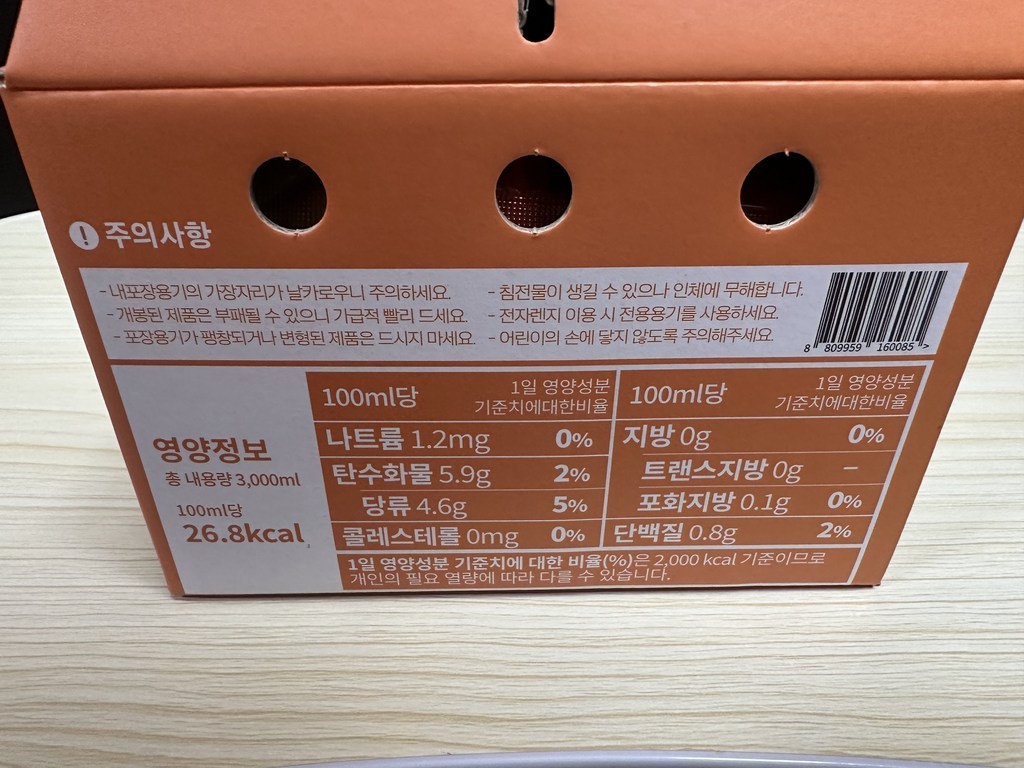 ! 주의사항
- 내포장용기의 가장자리가 날카로우니 주의하세요.
- 개봉된 제품은 부패될 수 있으니 가급적 빨리 드세요.
- 포장용기가 팽창되거나 변형된 제품은 드시지 마세요.
- 침전물이 생길 수 있으나 인체에 무해합니다.
- 전자렌지 이용 시 전용용기를 사용하세요.
- 어린이의 손에 닿지 않도록 주의해주세요.
8 809959 160085 >
영양정보
총 내용량 3,000ml
100ml당
26.8kcal
100ml당 1일 영양성분
기준치에대한비율
나트륨 1.2mg 0%
탄수화물 5.9g 2%
당류 4.6g 5%
콜레스테롤 0mg 0%
100ml당 1일 영양성분
기준치에대한비율
지방 0g 0%
트랜스지방 0g –
포화지방 0.1g 0%
단백질 0.8g 2%
1일 영양성분 기준치에 대한 비율(%)은 2,000 kcal 기준이므로
개인의 필요 열량에 따라 다를 수 있습니다.